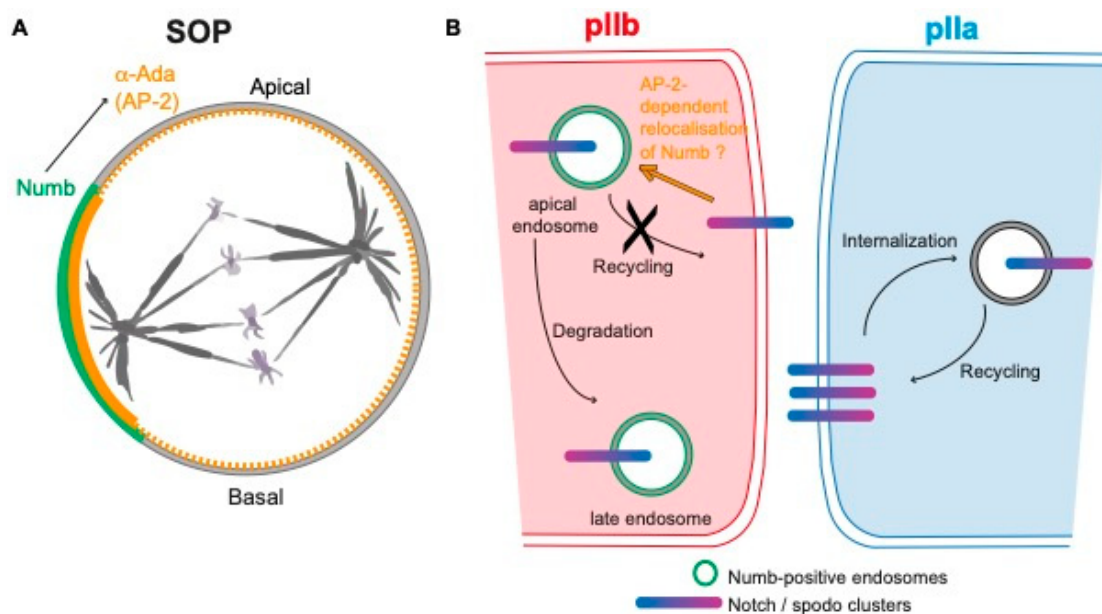 A
SOP
α-Ada
(AP-2)
Apical
Numb
Basal
B
pIIb
pIIa
AP-2-
dependent
relocalisation
of Numb ?
apical
endosome
Recycling
Degradation
late endosome
Internalization
Recycling
Numb-positive endosomes
Notch / spodo clusters